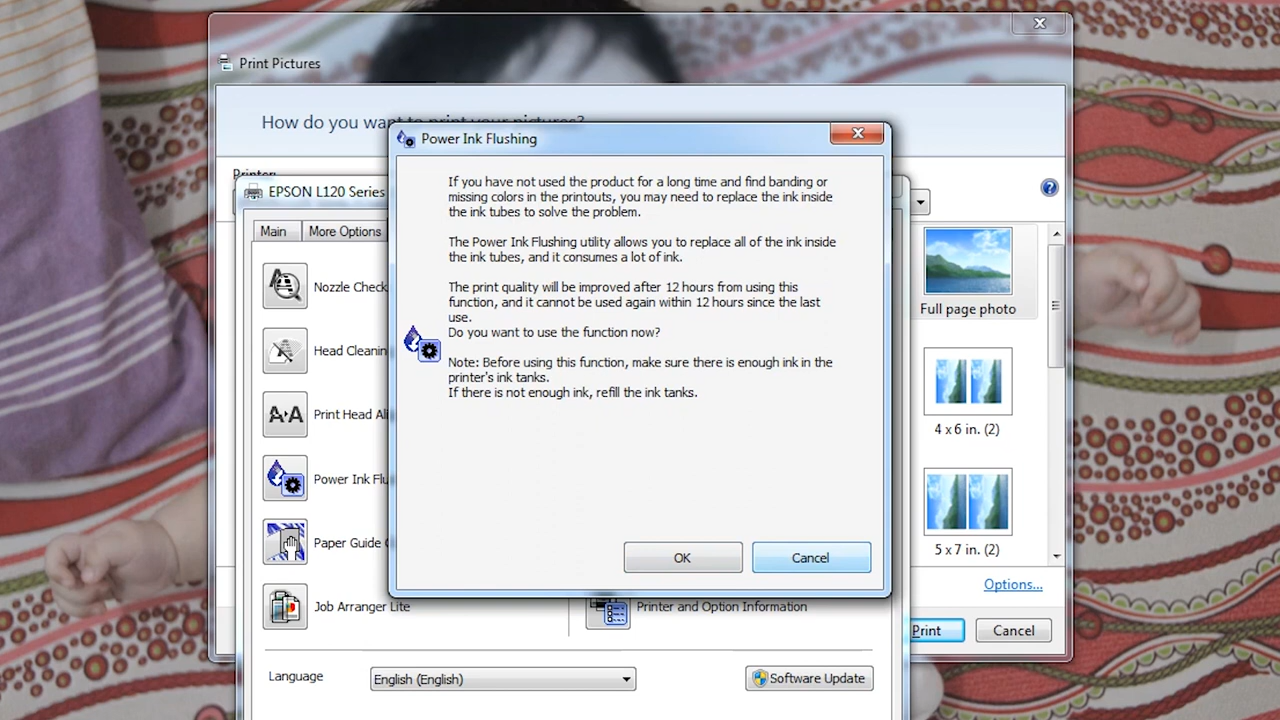 Print Pictures
How do you want to print your pictures?
Power Ink Flushing
Printer:
EPSON L120 Series
Main
More Options
If you have not used the product for a long time and find banding or
missing colors in the printouts, you may need to replace the ink inside
the ink tubes to solve the problem.
The Power Ink Flushing utility allows you to replace all of the ink inside
the ink tubes, and it consumes a lot of ink.
The print quality will be improved after 12 hours from using this
function, and it cannot be used again within 12 hours since the last
use.
Do you want to use the function now?
Note: Before using this function, make sure there is enough ink in the
printer's ink tanks.
If there is not enough ink, refill the ink tanks.
OK
Cancel
Nozzle Check
Head Cleanin
Print Head Ali
Power Ink Flu
Paper Guide C
Job Arranger Lite
Printer and Option Information
Language
English (English)
Software Update
Full page photo
4 x 6 in. (2)
5 x 7 in. (2)
Options...
Print
Cancel